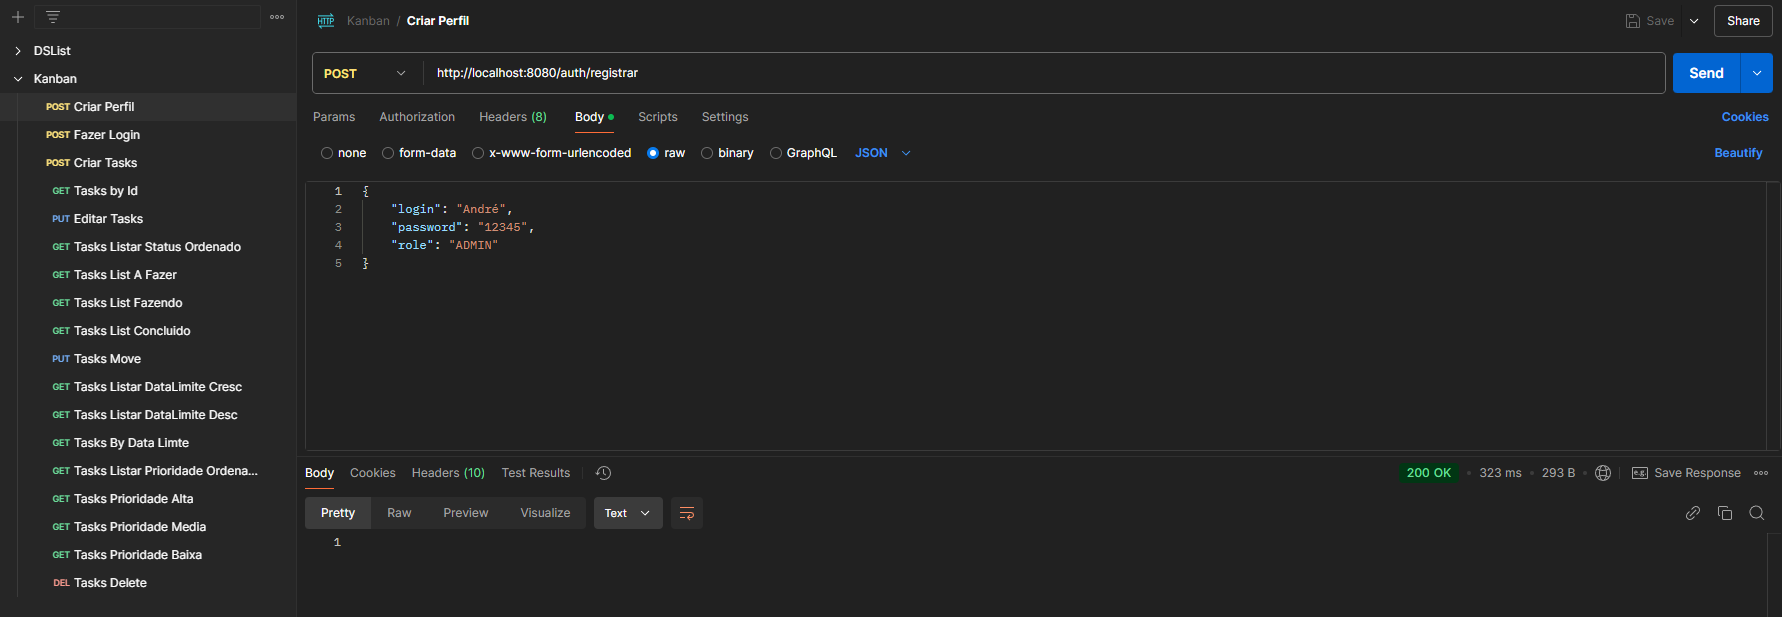 DSList
Kanban
POST Criar Perfil
POST Fazer Login
POST Criar Tasks
GET Tasks by Id
PUT Editar Tasks
GET Tasks Listar Status Ordenado
GET Tasks List A Fazer
GET Tasks List Fazendo
GET Tasks List Concluido
PUT Tasks Move
GET Tasks Listar DataLimite Cresc
GET Tasks Listar DataLimite Desc
GET Tasks By Data Limte
GET Tasks Listar Prioridade Ordena...
GET Tasks Prioridade Alta
GET Tasks Prioridade Media
GET Tasks Prioridade Baixa
DEL Tasks Delete
HTTP Kanban / Criar Perfil Save Share
POST http://localhost:8080/auth/registrar Send
Params Authorization Headers (8) Body Scripts Settings Cookies
none form-data x-www-form-urlencoded raw binary GraphQL JSON Beautify
1 {
2 "login": "André",
3 "password": "12345",
4 "role": "ADMIN"
5 }
Body Cookies Headers (10) Test Results 200 OK • 323 ms • 293 B • e.g. Save Response
Pretty Raw Preview Visualize Text
1